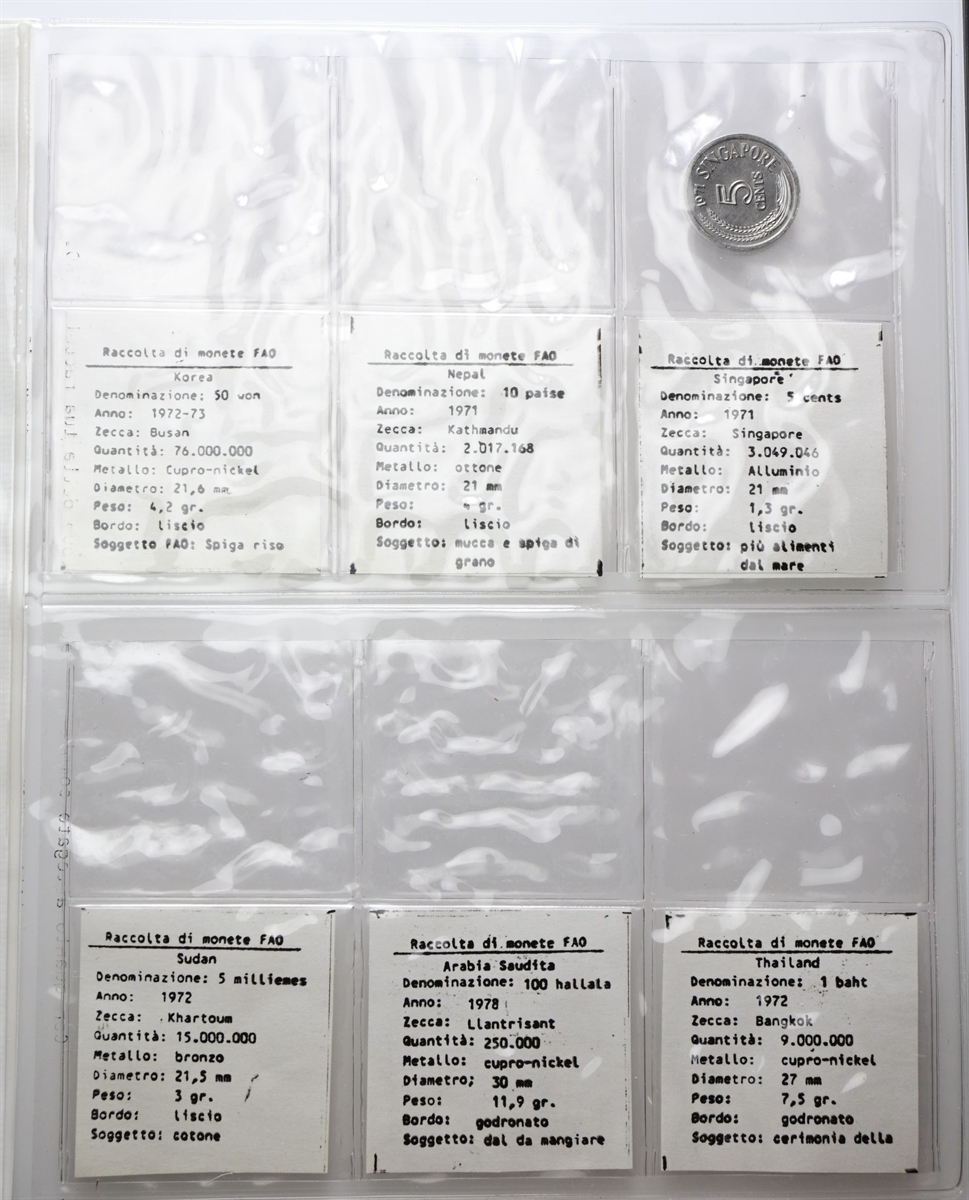 1971 SINGAPORE
5
CENTS
Raccolta di monete FAO
Korea
Denominazione: 50 won
Anno: 1972-73
Zecca: Busan
Quantità: 76.000.000
Metallo: Cupro-nickel
Diametro: 21,6 mm
Peso: 4,2 gr.
Bordo: liscio
Soggetto FAO: Spiga riso
Raccolta di monete FAO
Nepal
Denominazione: 10 paise
Anno: 1971
Zecca: Kathmandu
Quantità: 2.017.168
Metallo: ottone
Diametro: 21 mm
Peso: gr.
Bordo: liscio
Soggetto: mucca e spiga di
grano
Raccolta di monete FAO
Singapore
Denominazione: 5 cents
Anno: 1971
Zecca: Singapore
Quantità: 3.049.046
Metallo: Alluminio
Diametro: 21 mm
Peso: 1,3 gr.
Bordo: liscio
Soggetto: più alimenti
dal mare
Raccolta di monete FAO
Sudan
Denominazione: 5 milliemes
Anno: 1972
Zecca: Khartoum
Quantità: 15.000.000
Metallo: bronzo
Diametro: 21,5 mm
Peso: 3 gr.
Bordo: liscio
Soggetto: cotone
Raccolta di monete FAO
Arabia Saudita
Denominazione: 100 hallala
Anno: 1978
Zecca: Llantrisant
Quantità: 250.000
Metallo: cupro-nickel
Diametro; 30 mm
Peso: 11,9 gr.
Bordo: godronato
Soggetto: dal da mangiare
Raccolta di monete FAO
Thailand
Denominazione: 1 baht
Anno: 1972
Zecca: Bangkok
Quantità: 9.000.000
Metallo: cupro-nickel
Diametro: 27 mm
Peso: 7,5 gr.
Bordo: godronato
Soggetto: cerimonia della